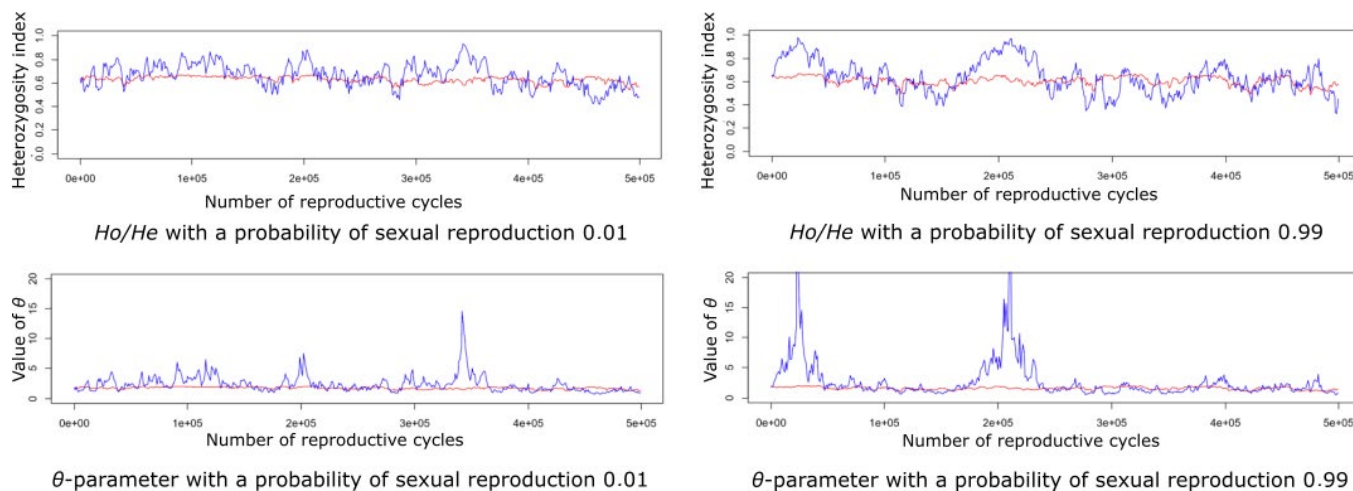 Heterozygosity index
1.0
0.8
0.6
0.4
0.2
0.0
0e+00 1e+05 2e+05 3e+05 4e+05 5e+05
Number of reproductive cycles
Ho/He with a probability of sexual reproduction 0.01
Heterozygosity index
1.0
0.8
0.6
0.4
0.2
0.0
0e+00 1e+05 2e+05 3e+05 4e+05 5e+05
Number of reproductive cycles
Ho/He with a probability of sexual reproduction 0.99
Value of θ
20
15
10
5
0
0e+00 1e+05 2e+05 3e+05 4e+05 5e+05
Number of reproductive cycles
θ-parameter with a probability of sexual reproduction 0.01
Value of θ
20
15
10
5
0
0e+00 1e+05 2e+05 3e+05 4e+05 5e+05
Number of reproductive cycles
θ-parameter with a probability of sexual reproduction 0.99